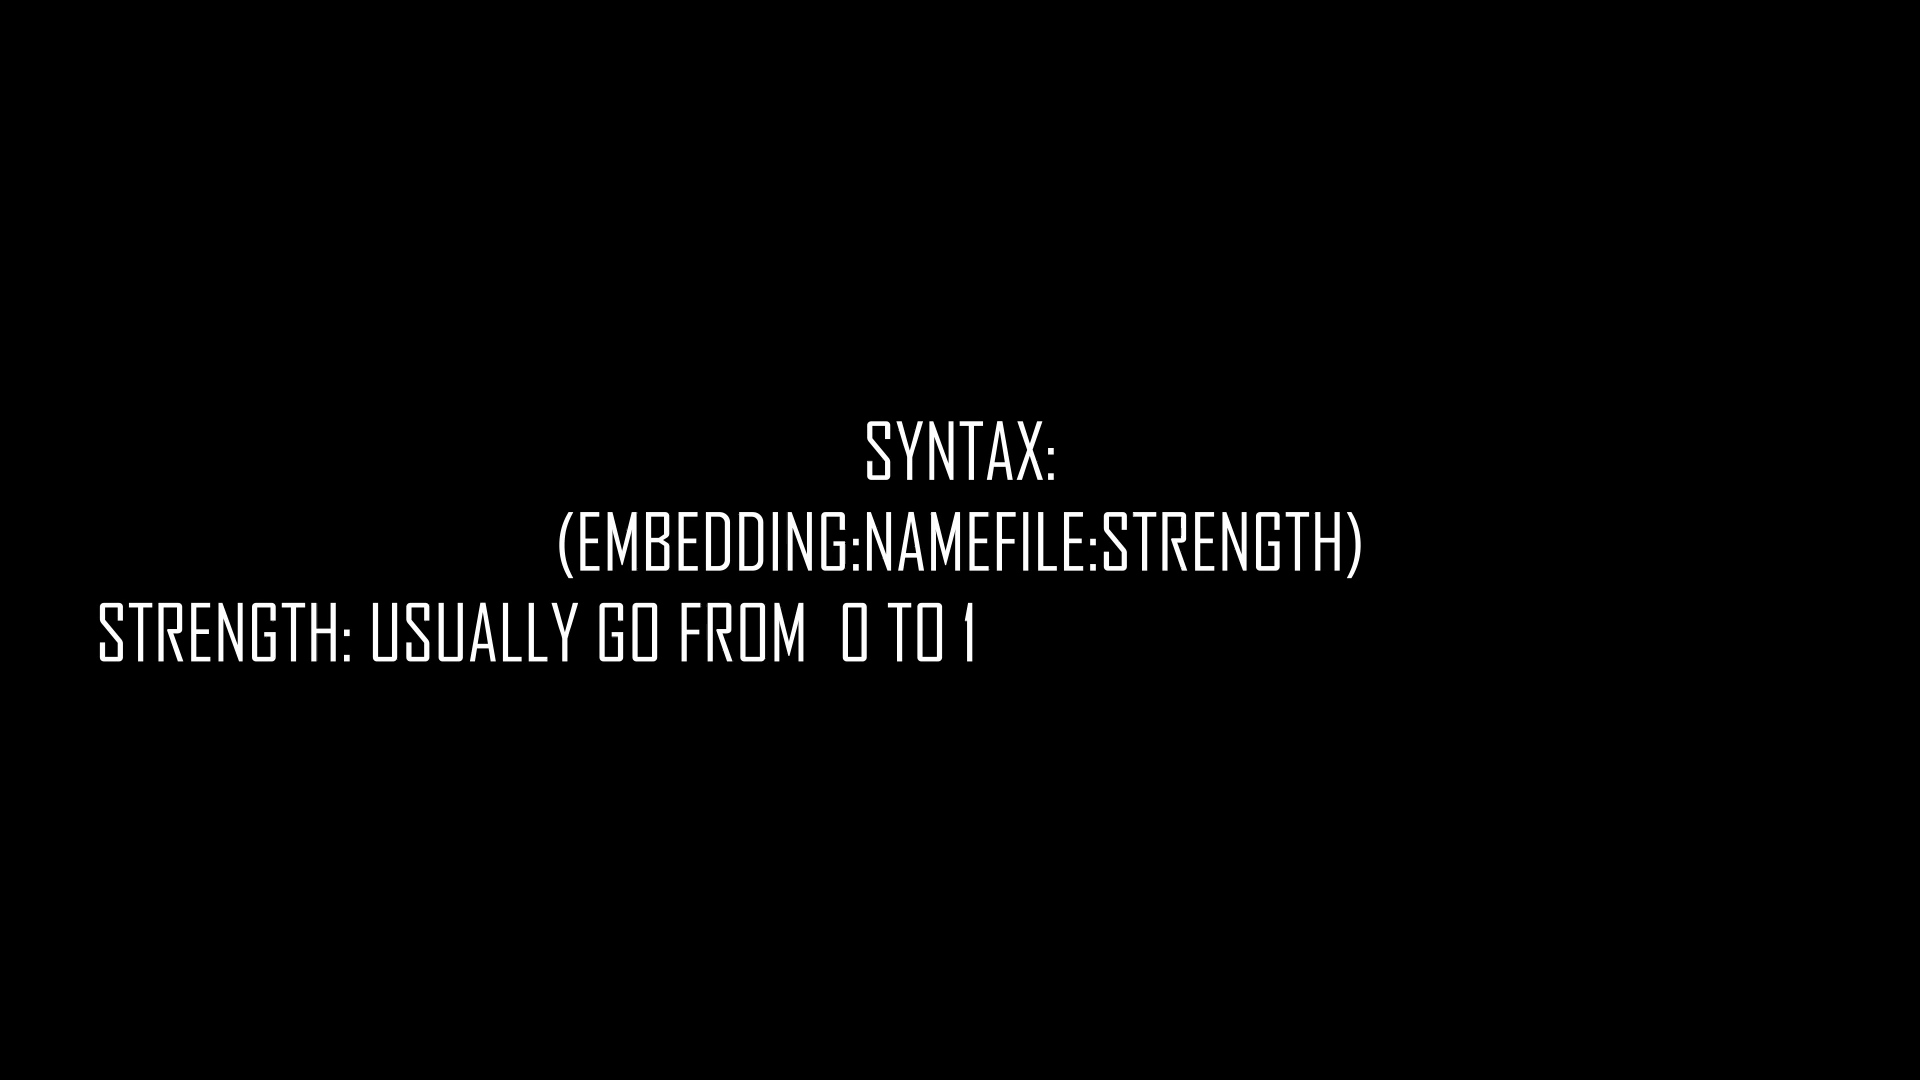 SYNTAX:
(EMBEDDING:NAMEFILE:STRENGTH)
STRENGTH: USUALLY GO FROM  0 TO 1